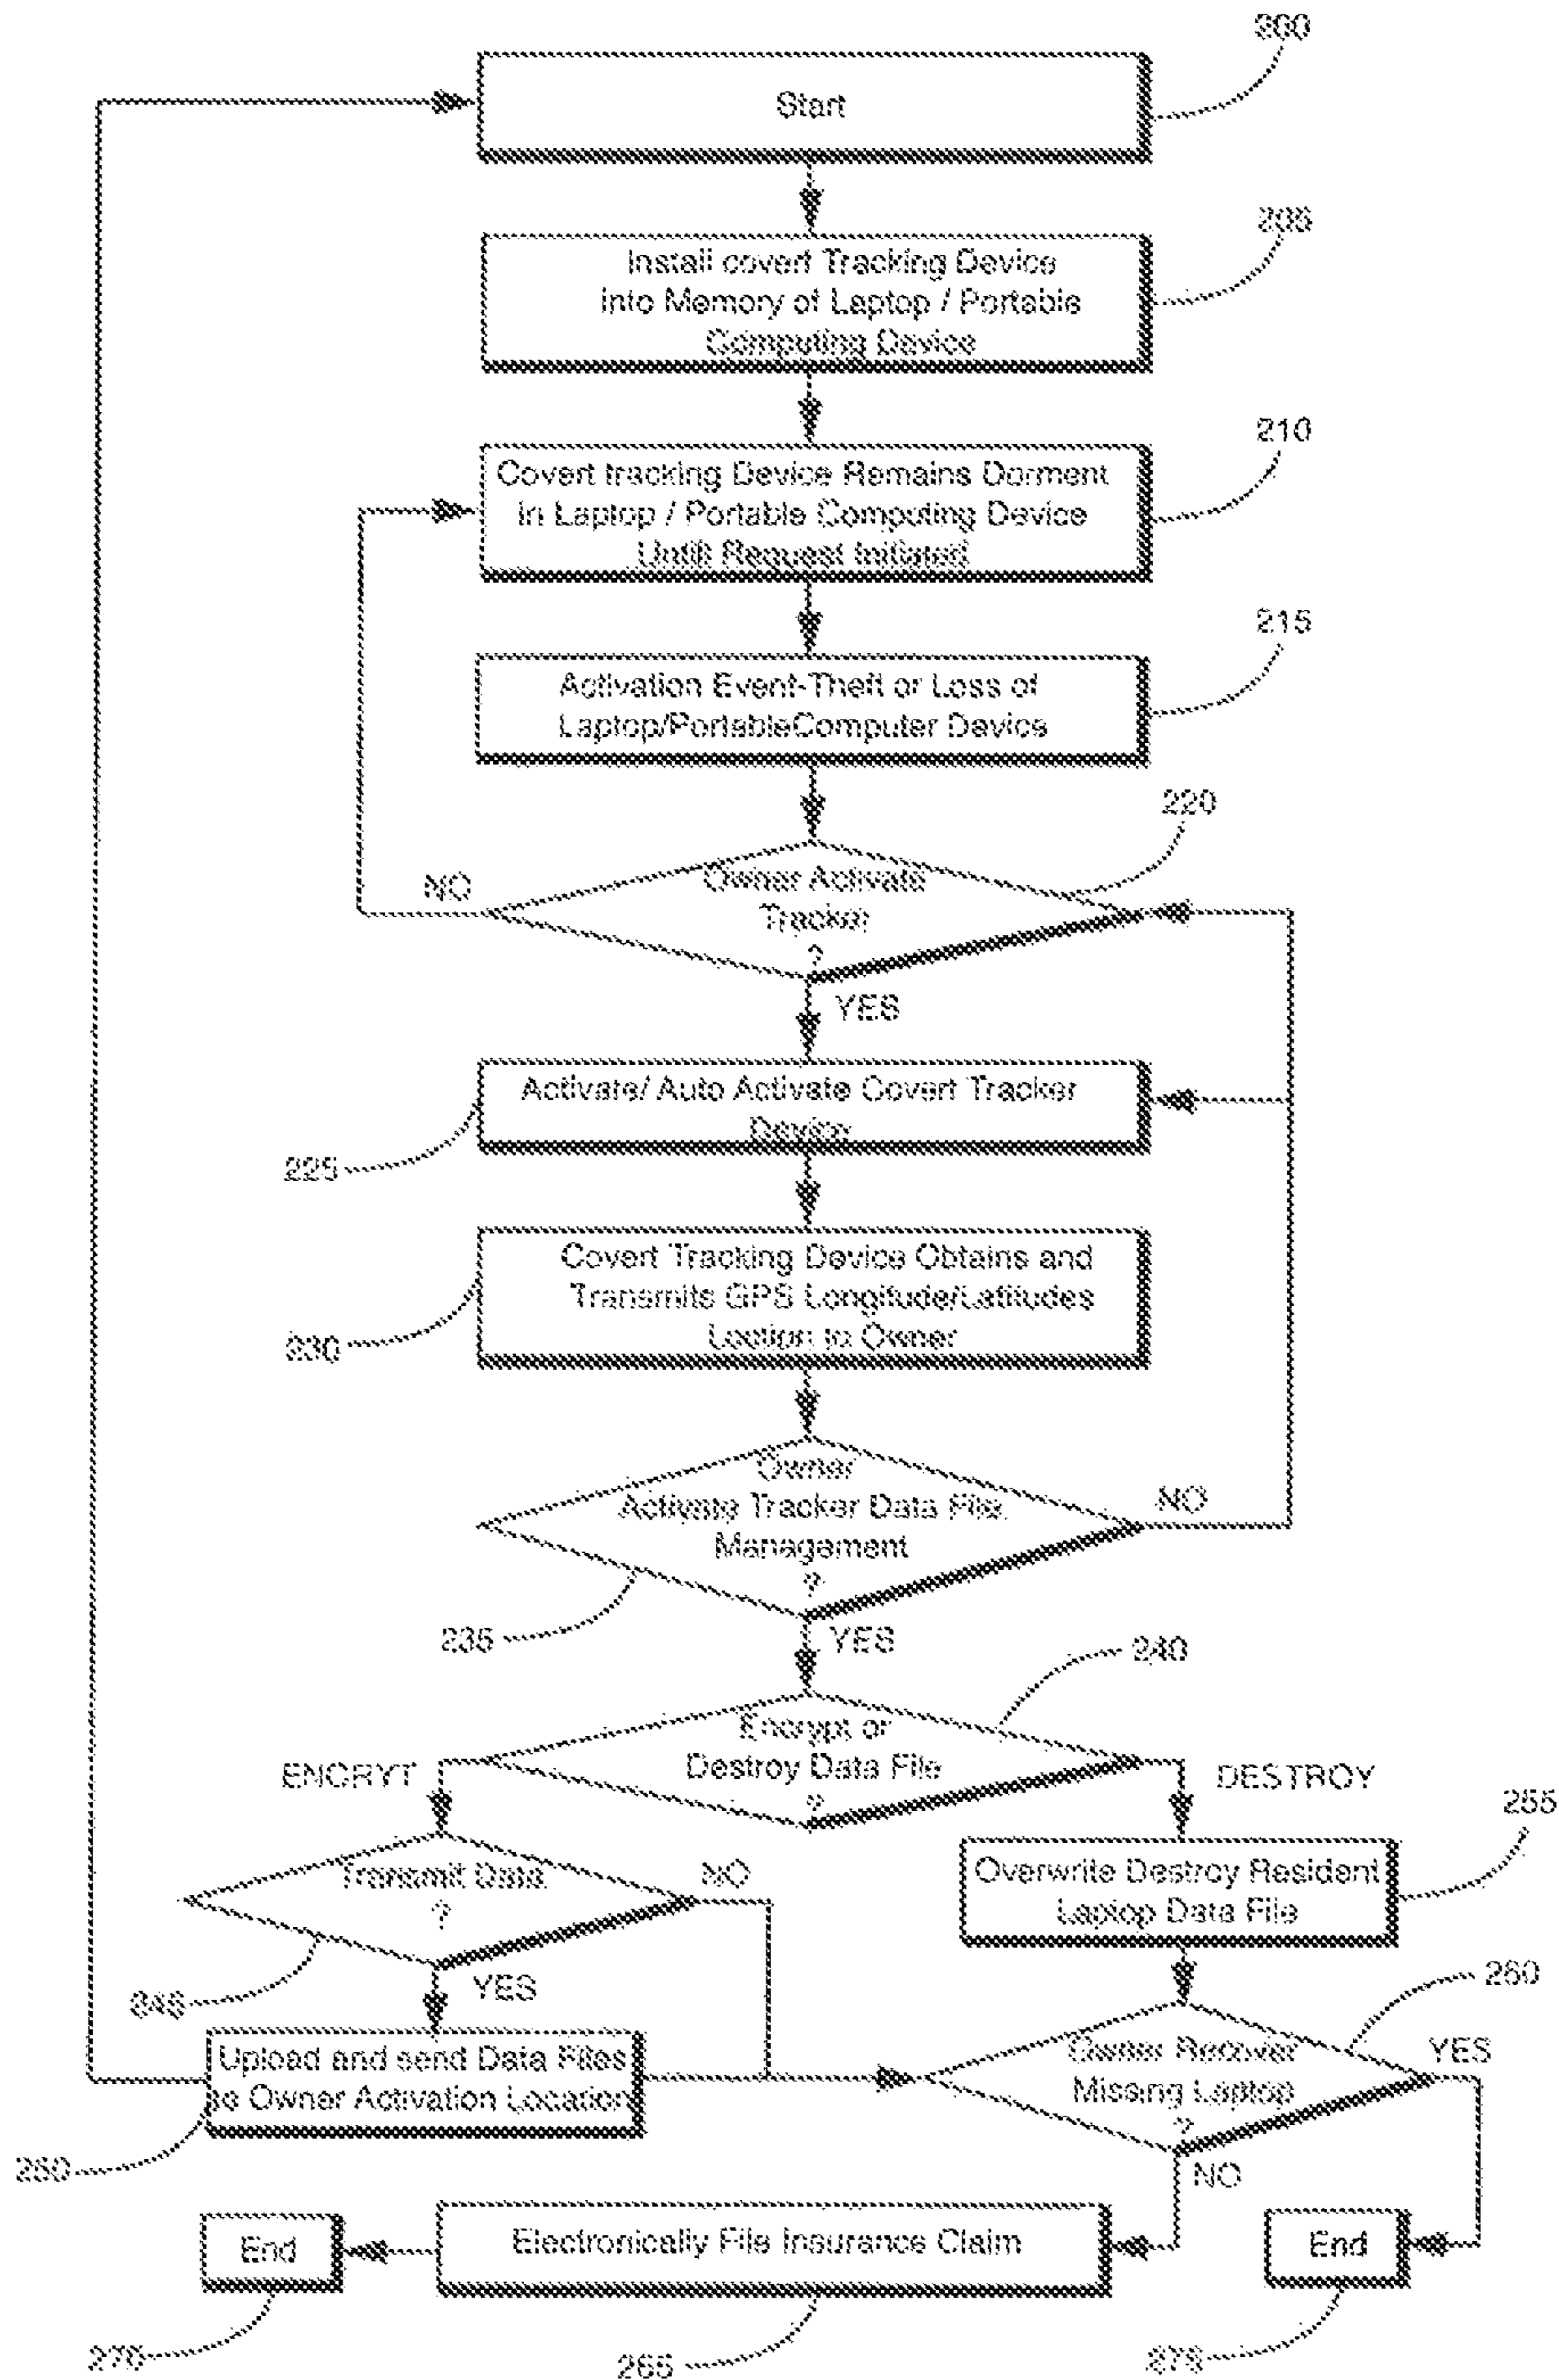 200
Start
205
Install covert Tracking Device
into Memory of Laptop / Portable
Computing Device
210
Covert tracking Device Remains Dorment
in Laptop / Portable Computing Device
Until Request Initiated
215
Activation Event-Theft or Loss of
Laptop/PortableComputer Device
220
Owner Activate
Tracker
?
NO
YES
Activate/ Auto Activate Covert Tracker
Device
225
Covert Tracking Device Obtains and
Transmits GPS Longitude/Latitudes
Loction to Owner
230
Owner
Activate Tracker Data File
Management
?
NO
235
YES
240
Encrypt or
Destroy Data File
?
ENCRYT
DESTROY
255
Transmit Data
?
NO
Overwrite Destroy Resident
Laptop Data File
245
YES
260
Upload and send Data Files
to Owner Activation Location
Owner Recover
Missing Laptop
?
YES
250
NO
End
Electronically File Insurance Claim
End
270
265
275